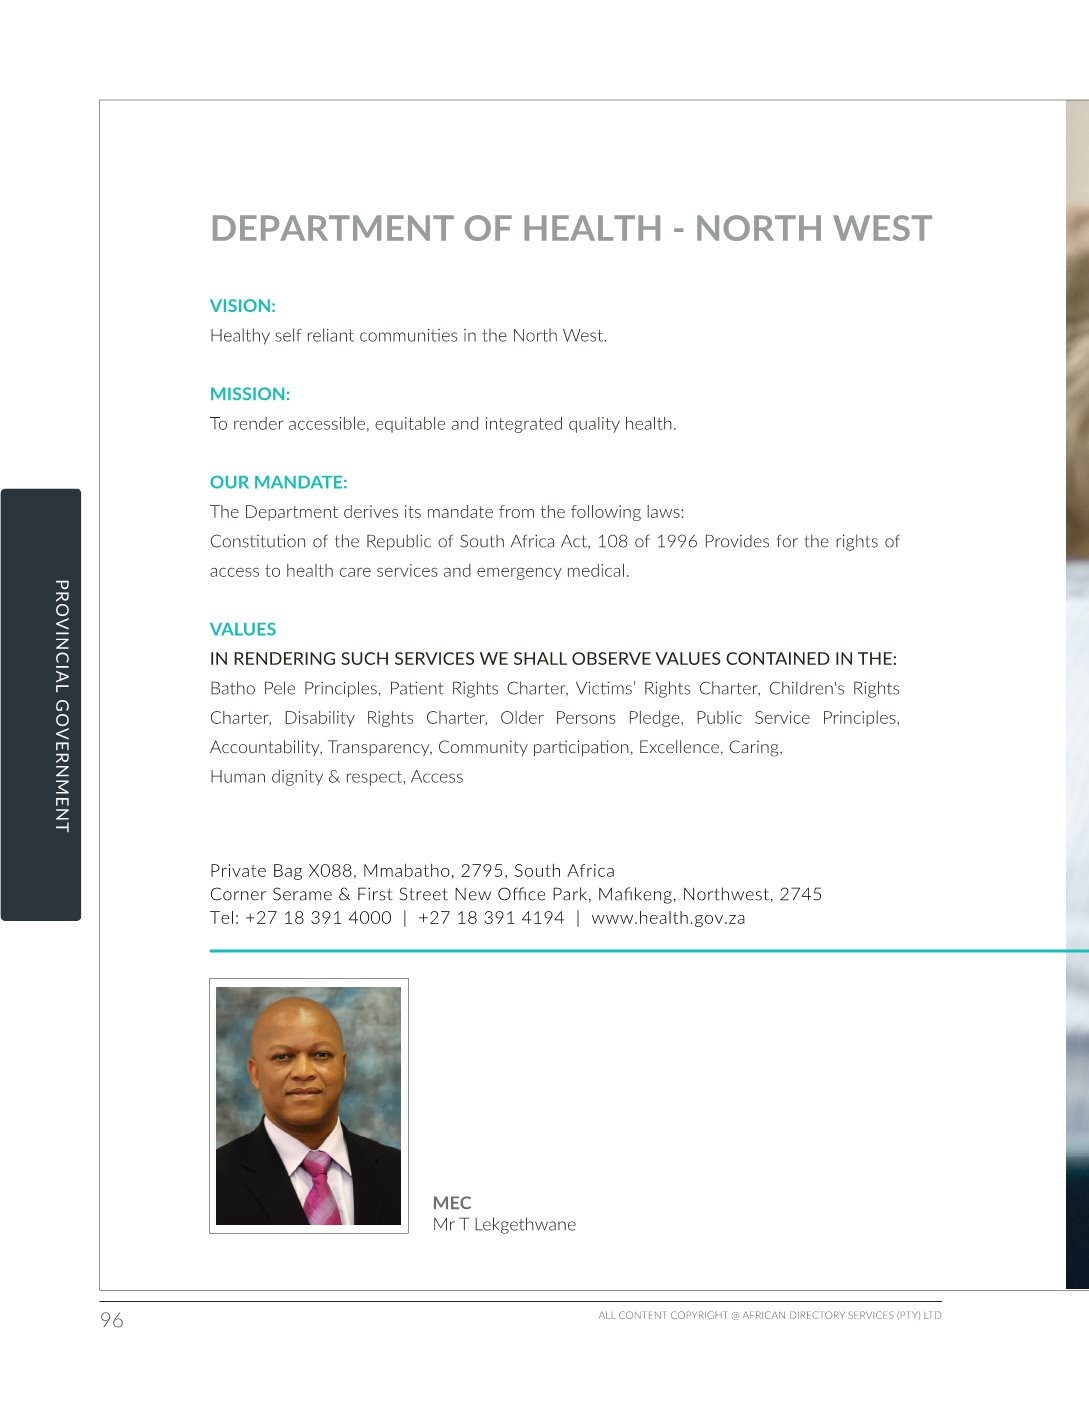 DEPARTMENT OF HEALTH - NORTH WEST
VISION:
Healthy self reliant communities in the North West.
MISSION:
To render accessible, equitable and integrated quality health.
OUR MANDATE:
The Department derives its mandate from the following laws:
Constitution of the Republic of South Africa Act, 108 of 1996 Provides for the rights of
access to health care services and emergency medical.
VALUES
IN RENDERING SUCH SERVICES WE SHALL OBSERVE VALUES CONTAINED IN THE:
Batho Pele Principles, Patient Rights Charter, Victims’ Rights Charter, Children's Rights
Charter, Disability Rights Charter, Older Persons Pledge, Public Service Principles,
Accountability, Transparency, Community participation, Excellence, Caring,
Human dignity & respect, Access
PROVINCIAL GOVERNMENT
Private Bag X088, Mmabatho, 2795, South Africa
Corner Serame & First Street New Office Park, Mafikeng, Northwest, 2745
Tel: +27 18 391 4000 | +27 18 391 4194 | www.health.gov.za
MEC
Mr T Lekgethwane
96
ALL CONTENT COPYRIGHT @ AFRICAN DIRECTORY SERVICES (PTY) LTD